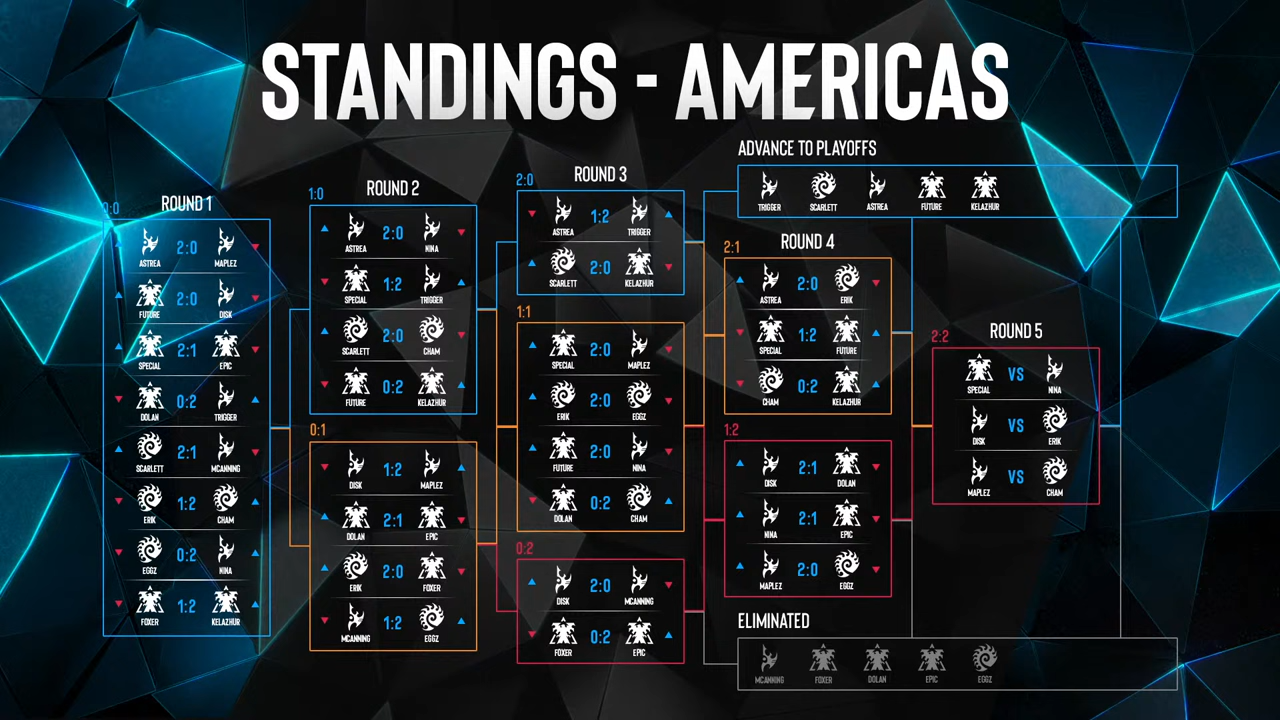 STANDINGS - AMERICAS
ROUND 1
0:0
ASTREA 2:0 MAPLEZ
FUTURE 2:0 DISK
SPECIAL 2:1 EPIC
DOLAN 0:2 TRIGGER
SCARLETT 2:1 MCANNING
ERIK 1:2 CHAM
EGGZ 0:2 NINA
FOXER 1:2 KELAZHUR
ROUND 2
1:0
ASTREA 2:0 NINA
SPECIAL 1:2 TRIGGER
SCARLETT 2:0 CHAM
FUTURE 0:2 KELAZHUR
0:1
DISK 1:2 MAPLEZ
DOLAN 2:1 EPIC
ERIK 2:0 FOXER
MCANNING 1:2 EGGZ
ROUND 3
2:0
ASTREA 1:2 TRIGGER
SCARLETT 2:0 KELAZHUR
1:1
SPECIAL 2:0 MAPLEZ
ERIK 2:0 EGGZ
FUTURE 2:0 NINA
DOLAN 0:2 CHAM
0:2
DISK 2:0 MCANNING
FOXER 0:2 EPIC
ADVANCE TO PLAYOFFS
TRIGGER SCARLETT ASTREA FUTURE KELAZHUR
ROUND 4
2:1
ASTREA 2:0 ERIK
SPECIAL 1:2 FUTURE
CHAM 0:2 KELAZHUR
1:2
DISK 2:1 DOLAN
NINA 2:1 EPIC
MAPLEZ 2:0 EGGZ
ROUND 5
2:2
SPECIAL VS NINA
DISK VS ERIK
MAPLEZ VS CHAM
ELIMINATED
MCANNING FOXER DOLAN EPIC EGGZ